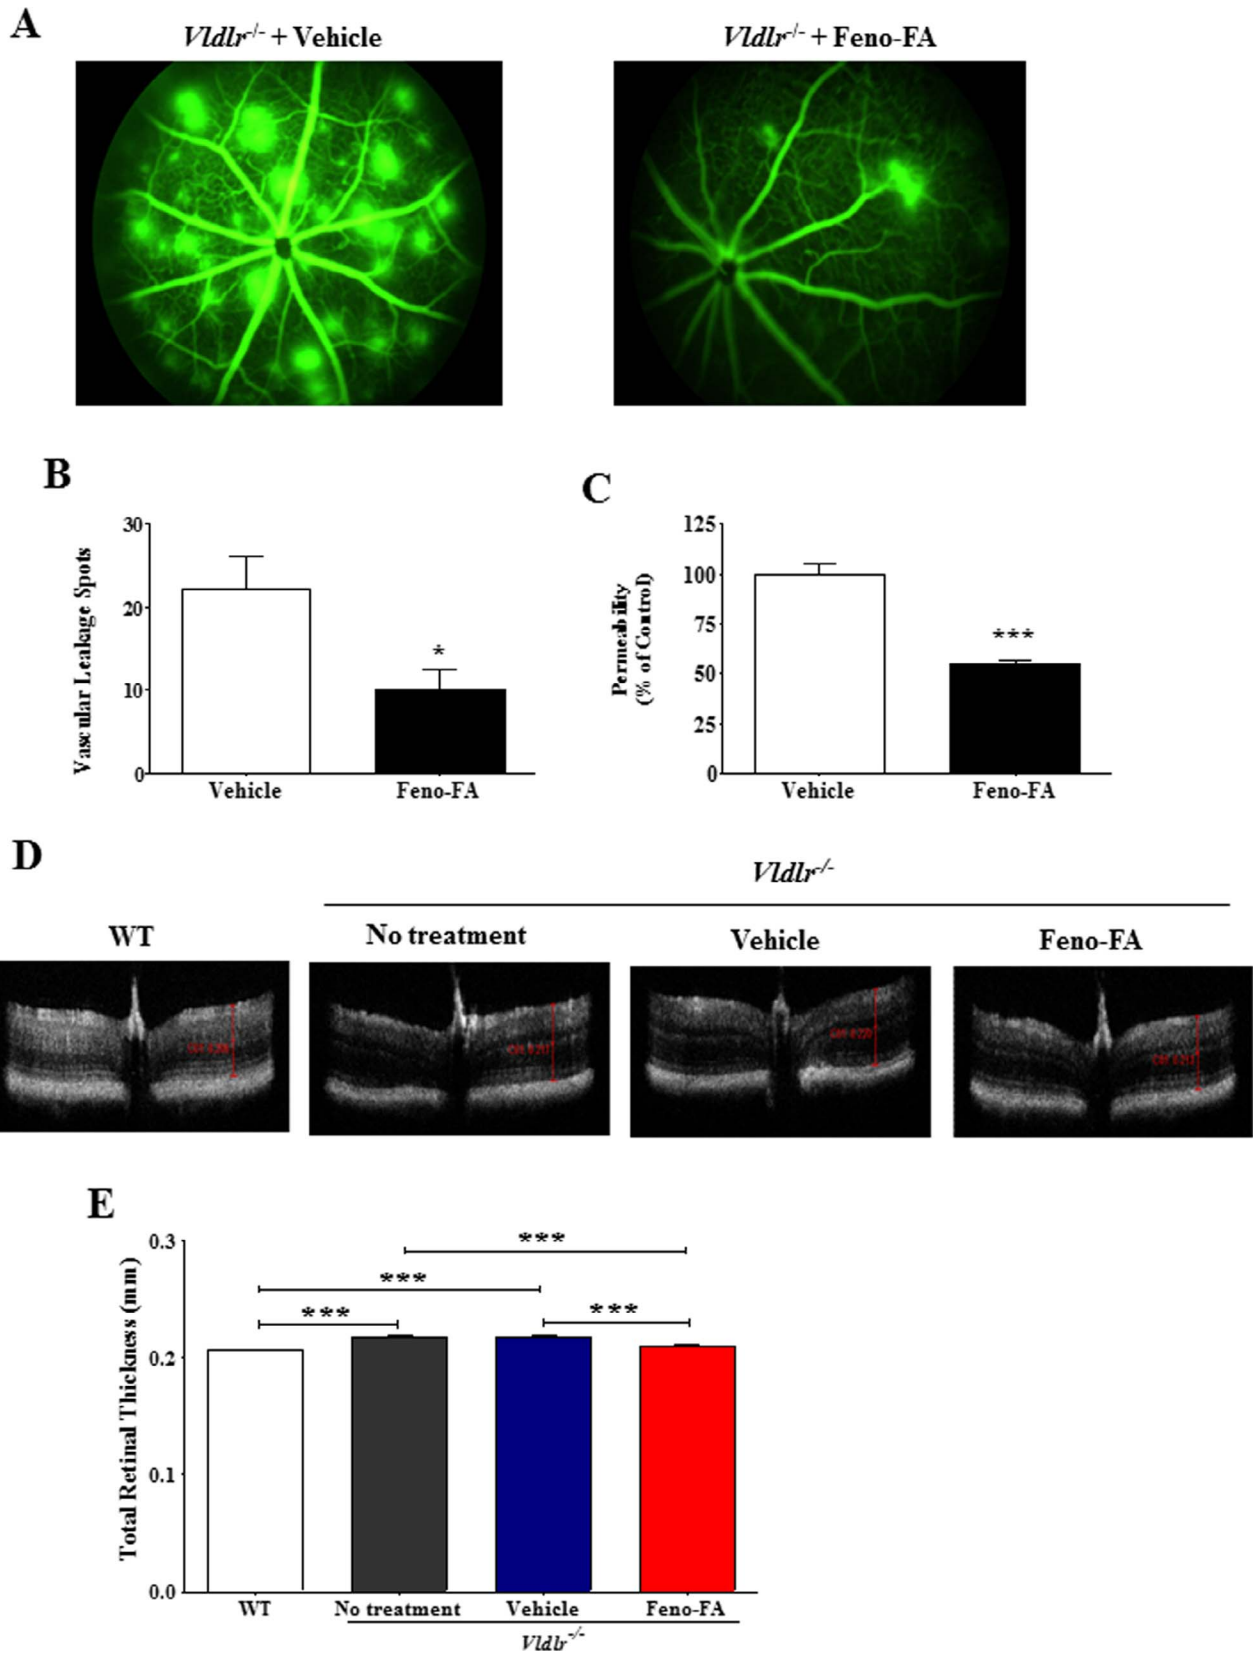 A
Vldlr-/- + Vehicle
Vldlr-/- + Feno-FA
B
Vascular Leakage Spots
30
20
10
0
*
Vehicle
Feno-FA
C
Permeability
(% of Control)
125
100
75
50
25
0
***
Vehicle
Feno-FA
D
Vldlr-/-
WT
No treatment
Vehicle
Feno-FA
E
Total Retinal Thickness (mm)
0.3
0.2
0.1
0.0
***
***
***
***
WT
No treatment
Vehicle
Feno-FA
Vldlr-/-